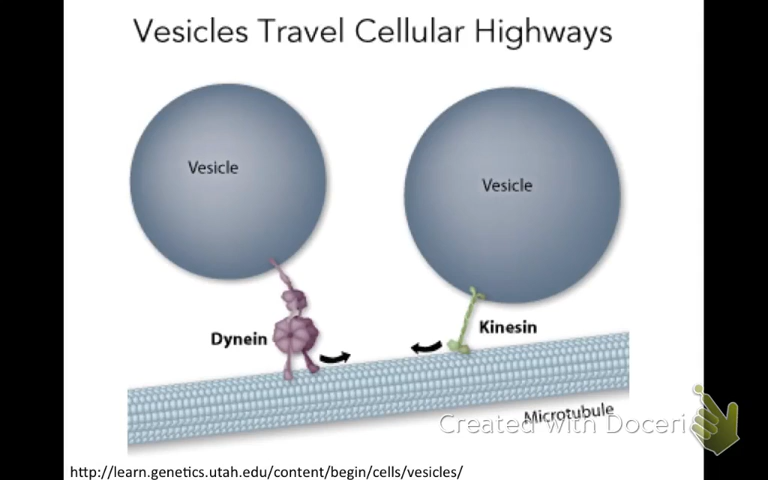 Vesicles Travel Cellular Highways
Vesicle
Vesicle
Dynein
Kinesin
Microtubule
Created with Doceri
http://learn.genetics.utah.edu/content/begin/cells/vesicles/